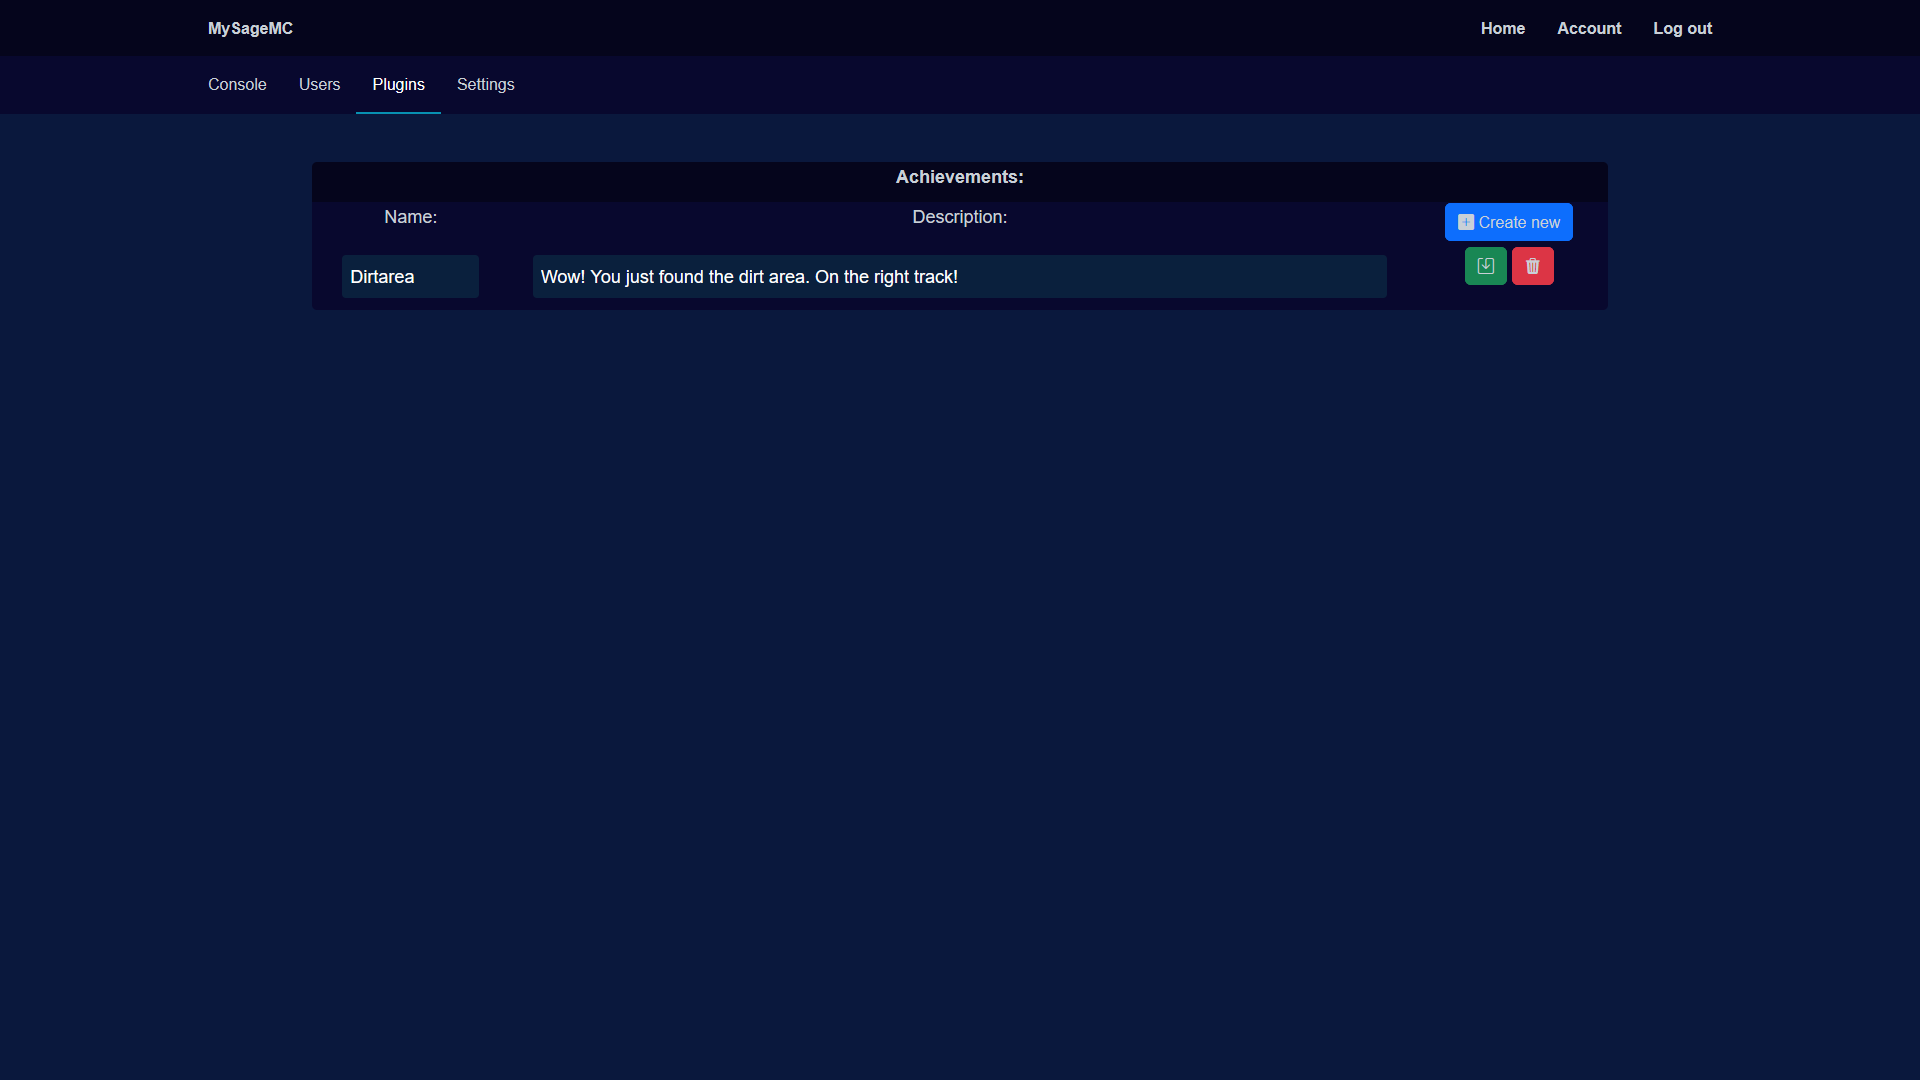 MySageMC
Home Account Log out
Console Users Plugins Settings
Achievements:
Name: Description: Create new
Dirtarea Wow! You just found the dirt area. On the right track!